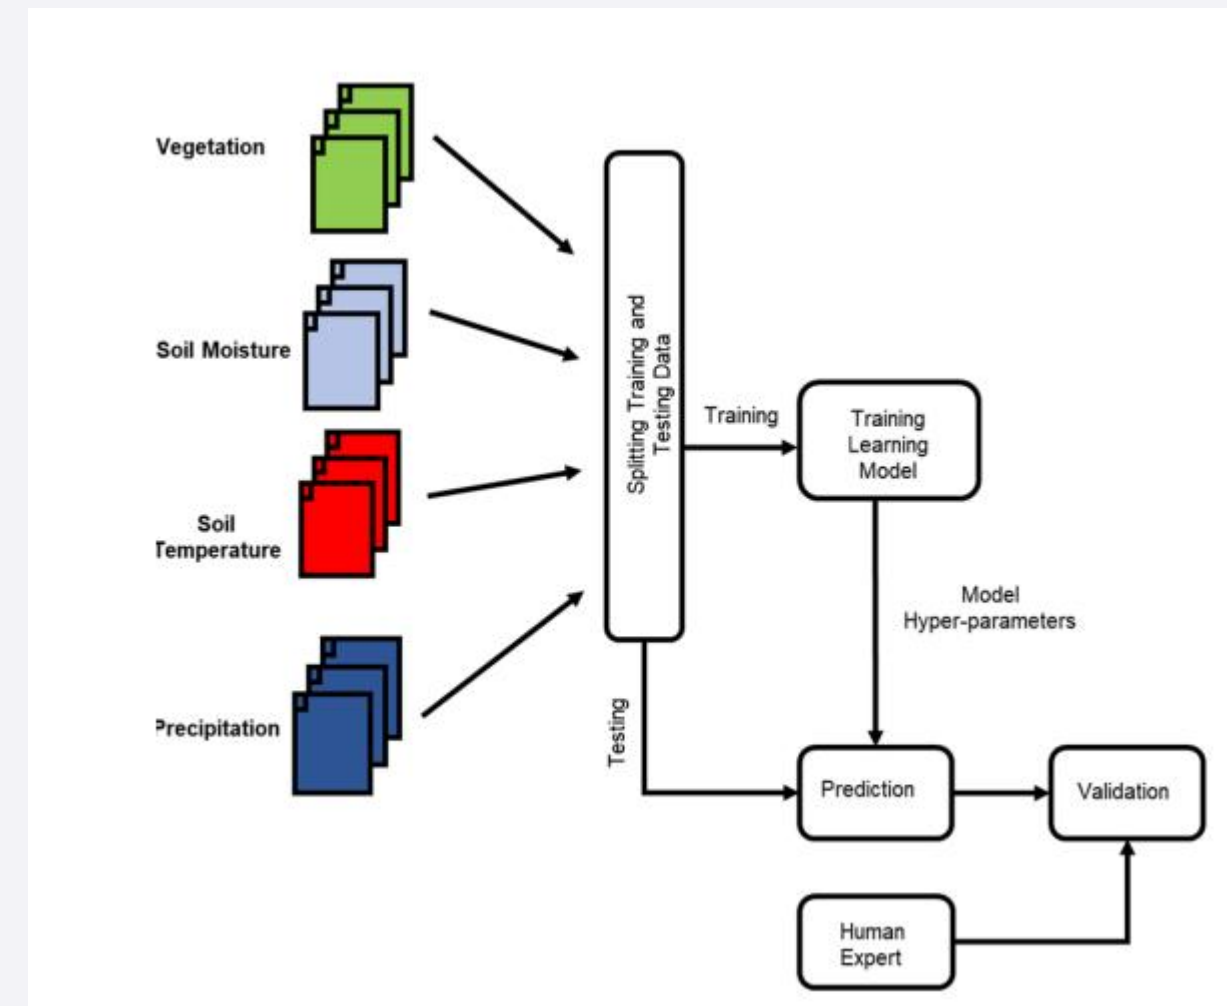 Vegetation
Soil Moisture
Soil
Temperature
Precipitation
Splitting Training and
Testing Data
Training
Training
Learning
Model
Model
Hyper-parameters
Testing
Prediction
Validation
Human
Expert